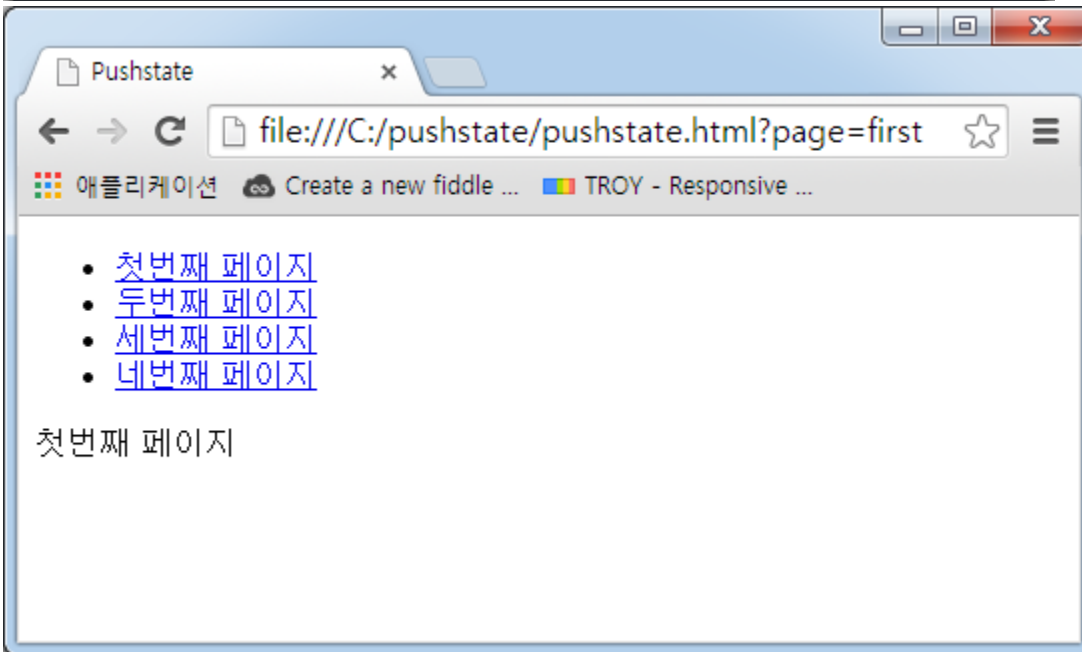 Pushstate
file:///C:/pushstate/pushstate.html?page=first
애플리케이션 Create a new fiddle ... TROY - Responsive ...
첫번째 페이지
두번째 페이지
세번째 페이지
네번째 페이지
첫번째 페이지